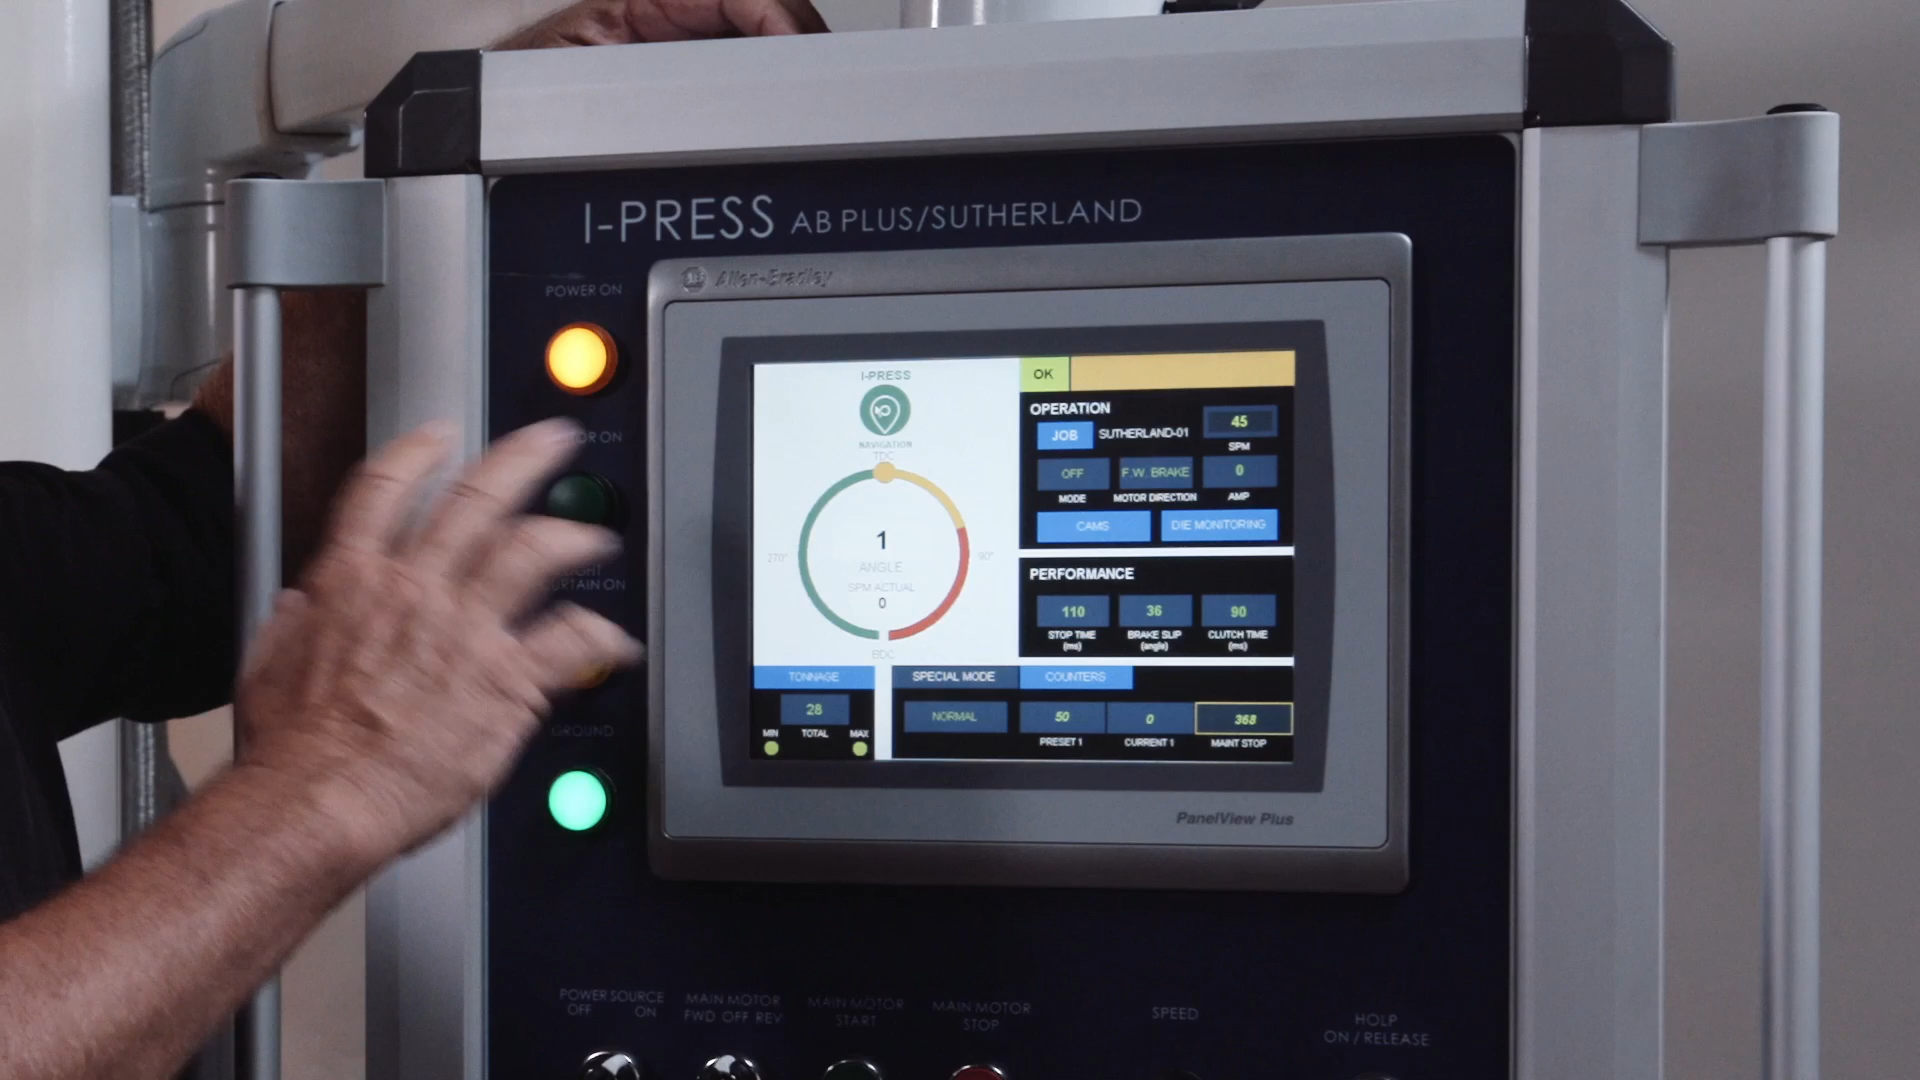 I-PRESS AB PLUS/SUTHERLAND
Allen-Bradley
POWER ON
ON
CURTAIN ON
GROUND
I-PRESS
NAVIGATION
TDC
270°
90°
1
ANGLE
SPM ACTUAL
0
BDC
OK
OPERATION
45
SPM
JOB
SUTHERLAND-01
OFF
F.W. BRAKE
0
MODE
MOTOR DIRECTION
AMP
CAMS
DIE MONITORING
PERFORMANCE
110
36
90
STOP TIME
BRAKE SLIP
CLUTCH TIME
(ms)
(angle)
(ms)
TONNAGE
28
MIN
TOTAL
MAX
SPECIAL MODE
COUNTERS
NORMAL
50
0
368
PRESET 1
CURRENT 1
MAINT STOP
PanelView Plus
POWER SOURCE
OFF ON
MAIN MOTOR
FWD OFF REV
MAIN MOTOR
START
MAIN MOTOR
STOP
SPEED
HOLP
ON / RELEASE